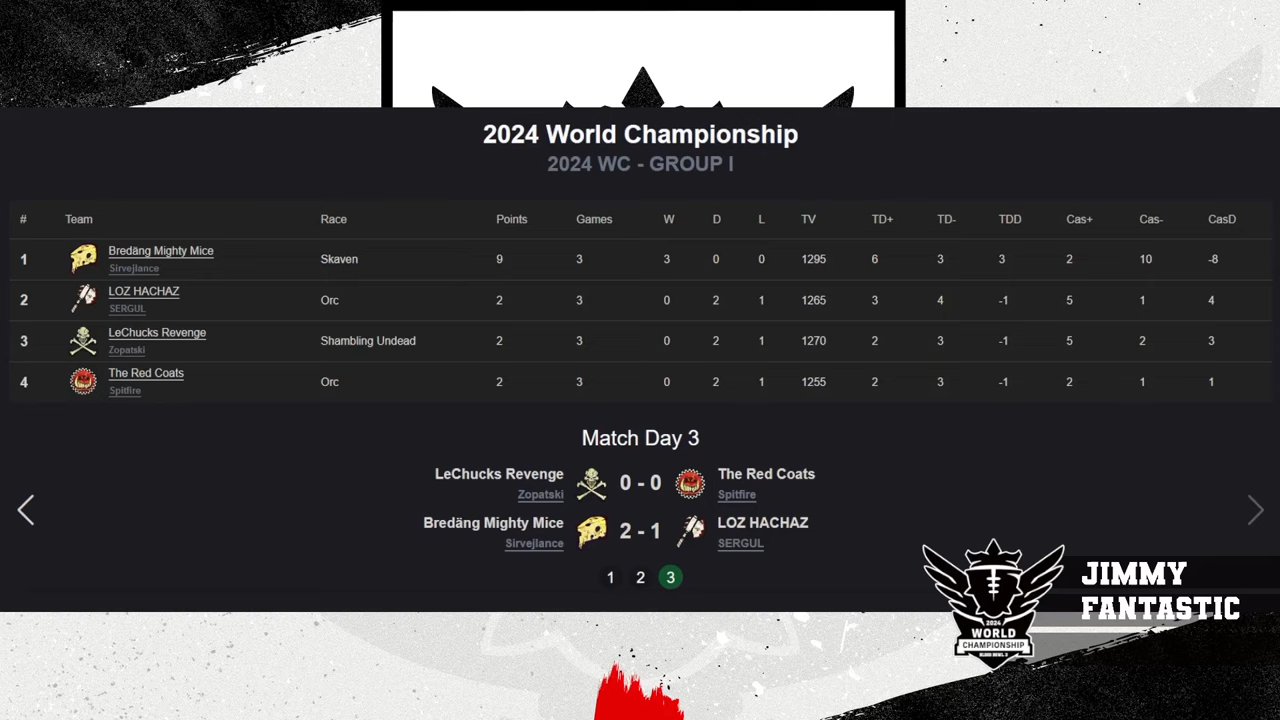 2024 World Championship
2024 WC - GROUP I
# Team Race Points Games W D L TV TD+ TD- TDD Cas+ Cas- CasD
1 Bredäng Mighty Mice Skaven 9 3 3 0 0 1295 6 3 3 2 10 -8
Sirvejlance
2 LOZ HACHAZ Orc 2 3 0 2 1 1265 3 4 -1 5 1 4
SERGUL
3 LeChucks Revenge Shambling Undead 2 3 0 2 1 1270 2 3 -1 5 2 3
Zopatski
4 The Red Coats Orc 2 3 0 2 1 1255 2 3 -1 2 1 1
Spitfire
Match Day 3
LeChucks Revenge 0 - 0 The Red Coats
Zopatski Spitfire
Bredäng Mighty Mice 2 - 1 LOZ HACHAZ
Sirvejlance SERGUL
1 2 3
JIMMY
FANTASTIC
2024
WORLD
CHAMPIONSHIP
BLOOD BOWL 3